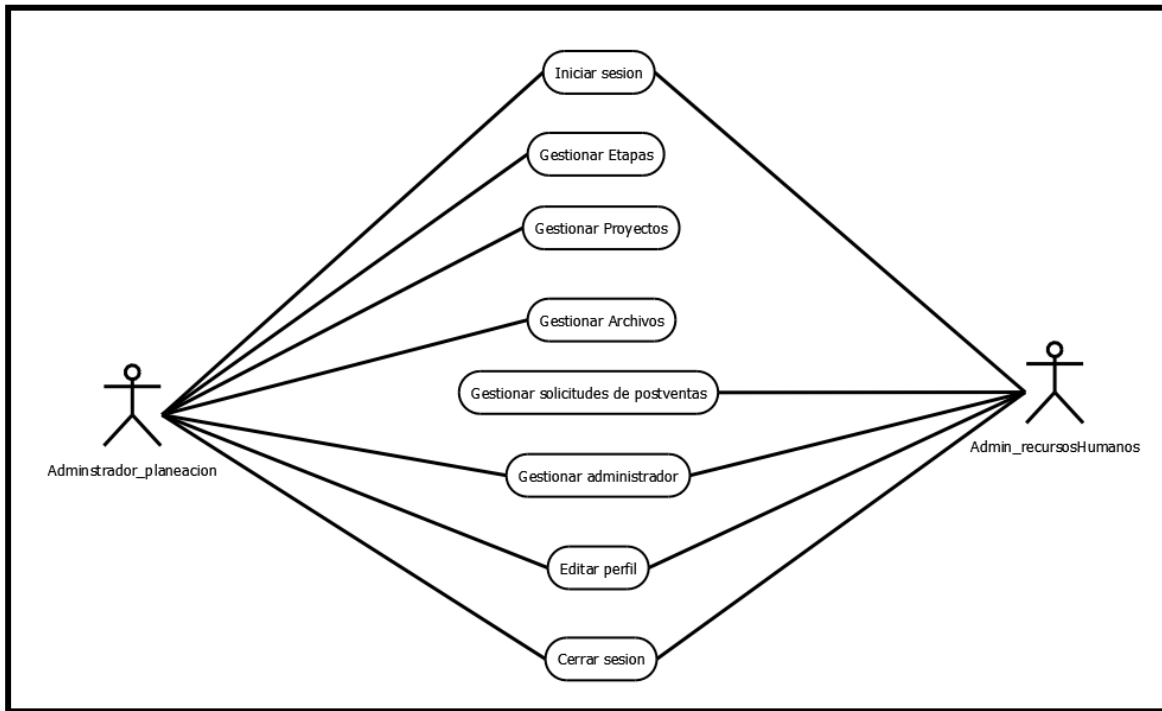 Iniciar sesion
Gestionar Etapas
Gestionar Proyectos
Gestionar Archivos
Gestionar solicitudes de postventas
Adminstrador_planeacion
Admin_recursosHumanos
Gestionar administrador
Editar perfil
Cerrar sesion